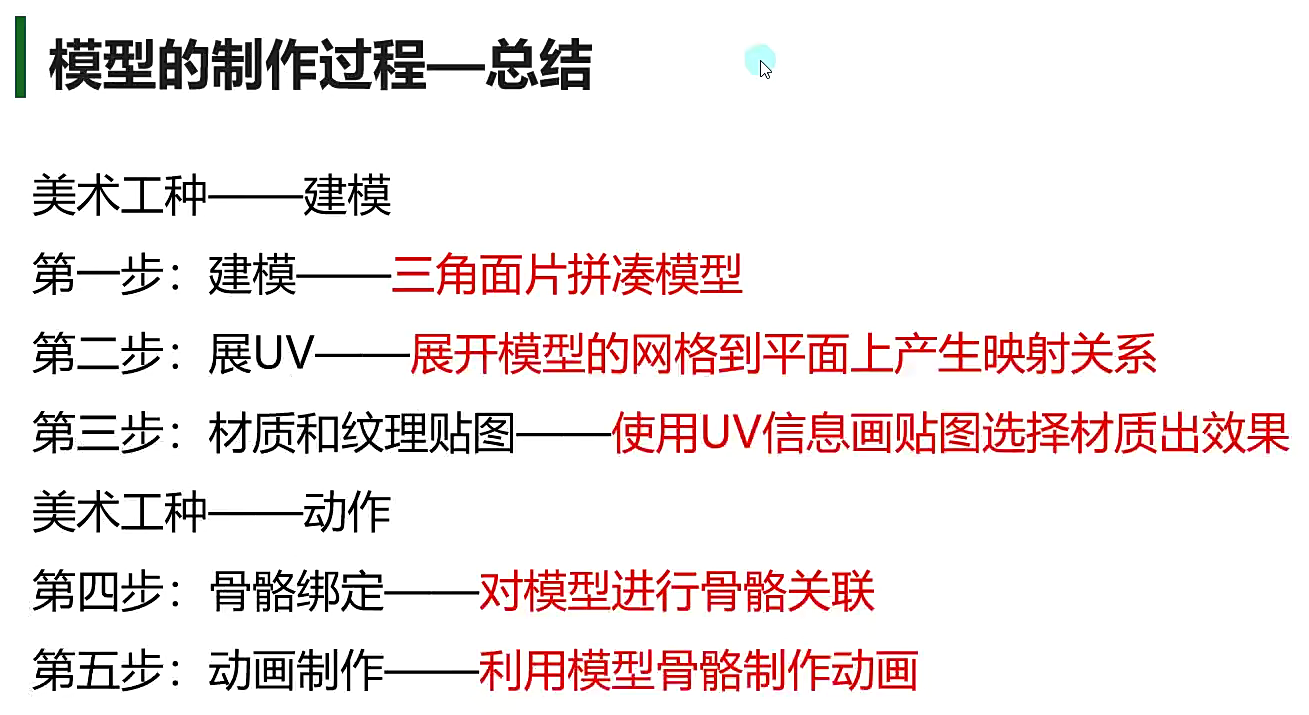 模型的制作过程—总结
美术工种——建模
第一步：建模——三角面片拼凑模型
第二步：展UV——展开模型的网格到平面上产生映射关系
第三步：材质和纹理贴图——使用UV信息画贴图选择材质出效果
美术工种——动作
第四步：骨骼绑定——对模型进行骨骼关联
第五步：动画制作——利用模型骨骼制作动画